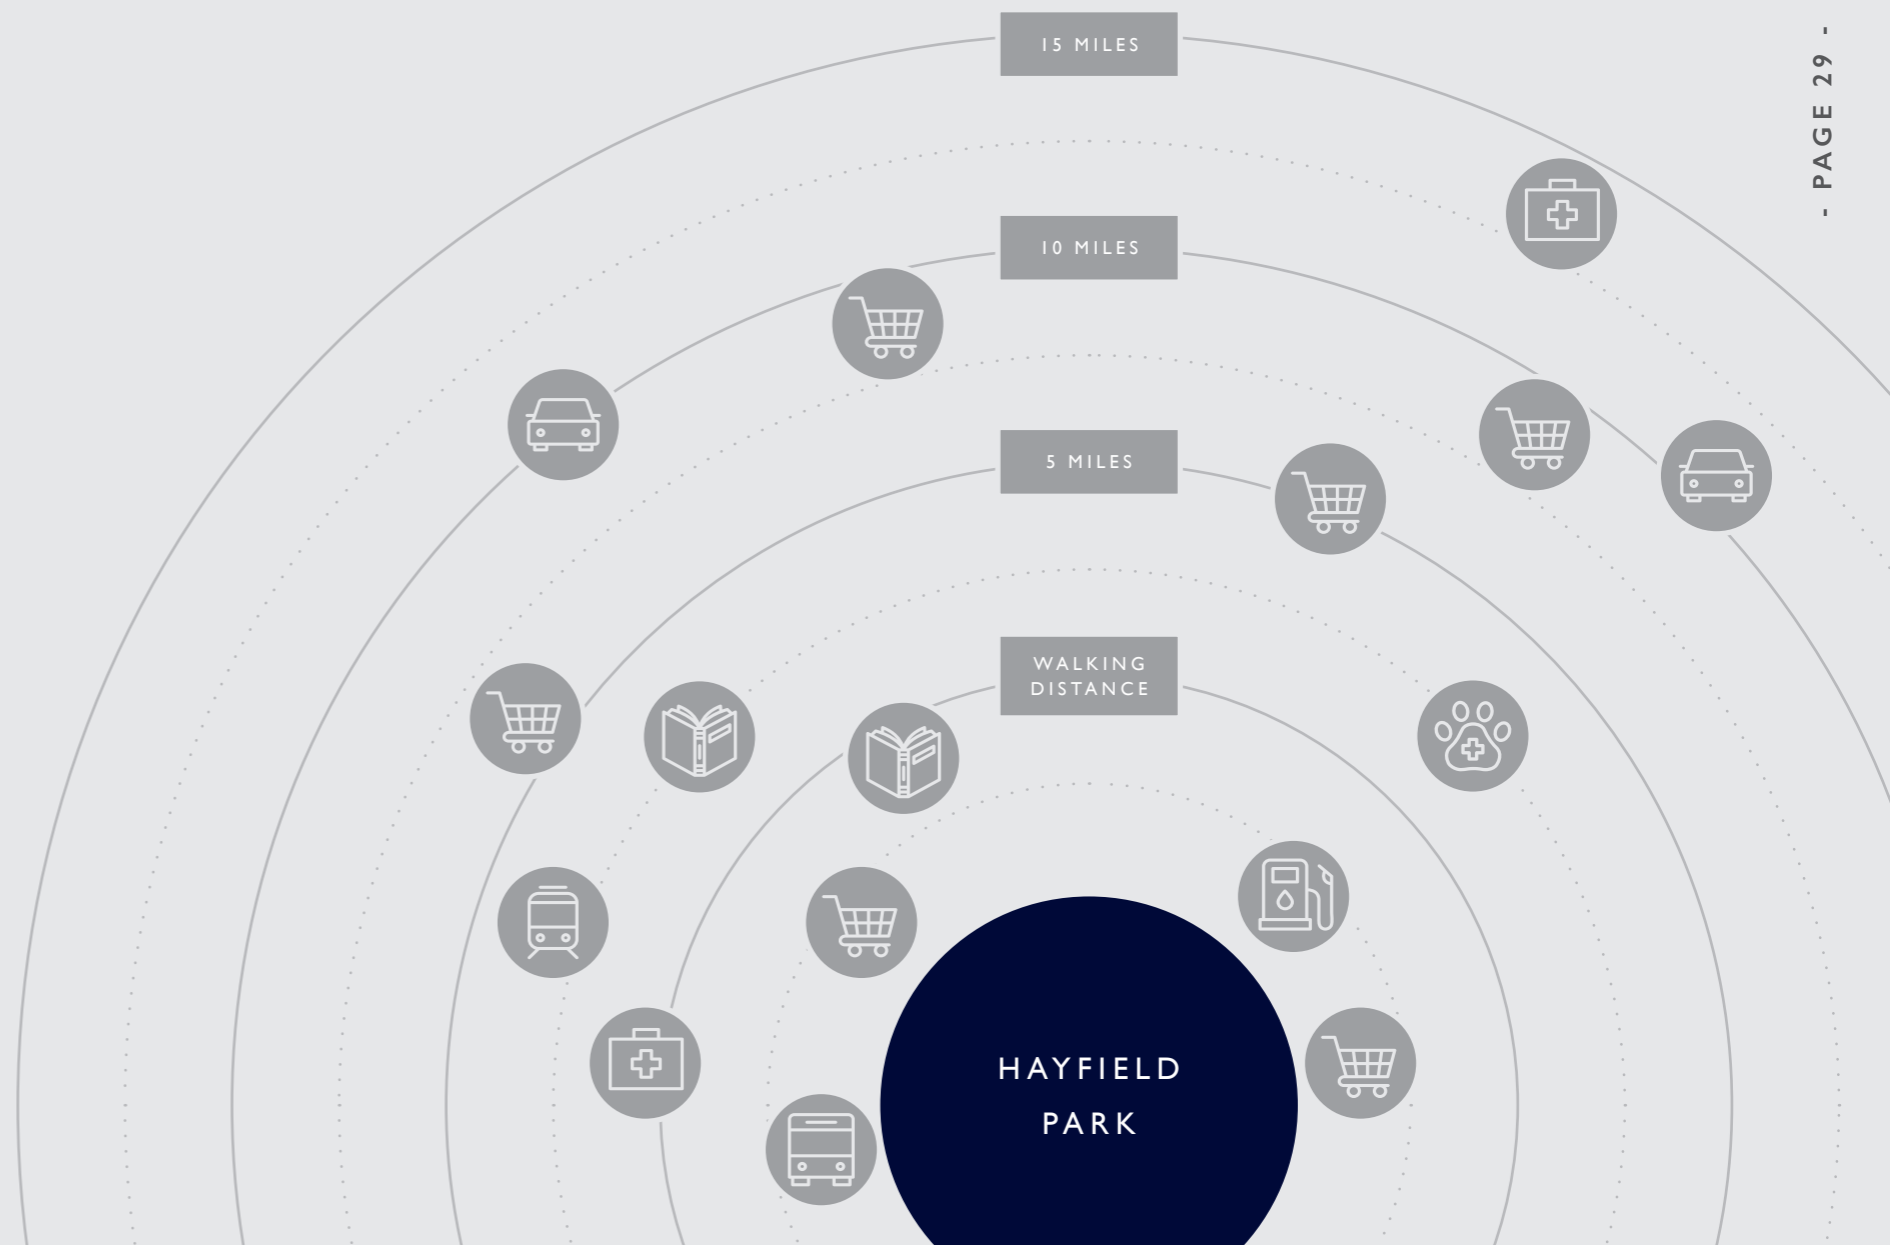 15 MILES
- PAGE 29 -
10 MILES
5 MILES
WALKING
DISTANCE
HAYFIELD
PARK